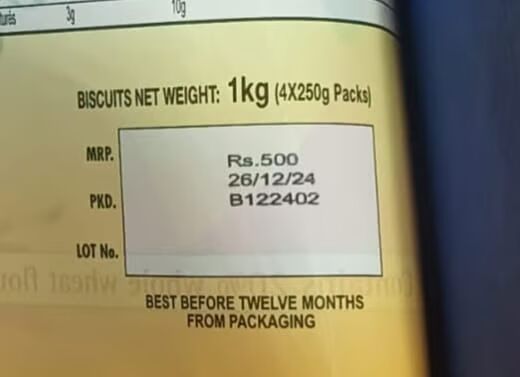 3g 10g
BISCUITS NET WEIGHT: 1kg (4X250g Packs)
MRP. Rs.500
26/12/24
PKD. B122402
LOT No.
BEST BEFORE TWELVE MONTHS
FROM PACKAGING